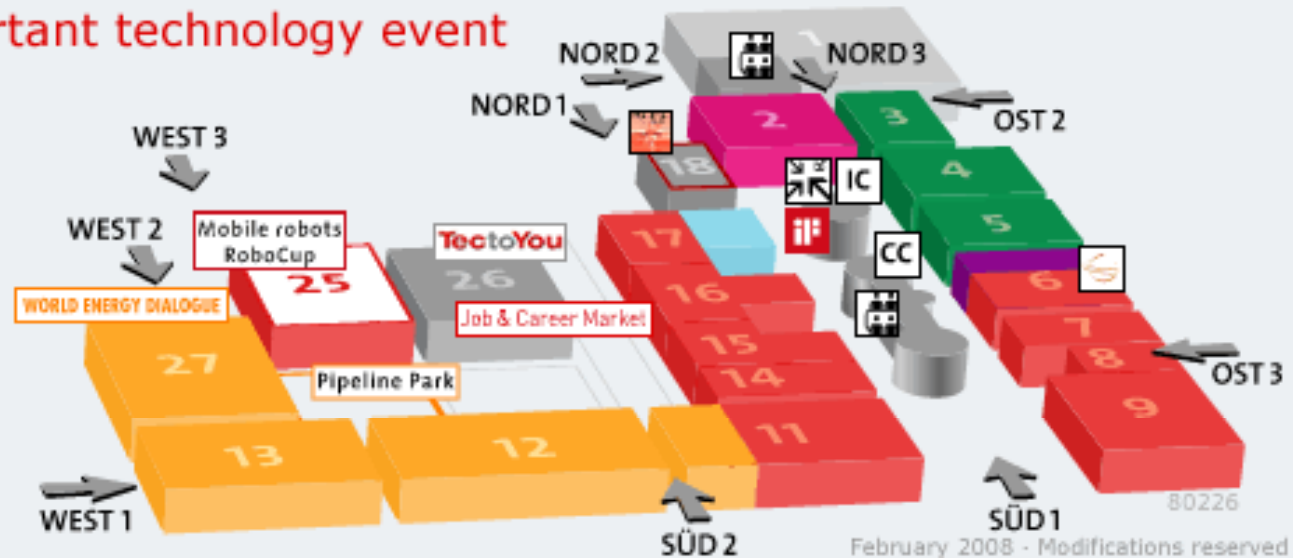 rtant technology event
NORD 2
1
NORD 3
NORD 1
2
3
OST 2
WEST 3
18
IC
4
WEST 2
Mobile robots
RoboCup
TectoYou
17
iF
5
CC
25
26
16
6
WORLD ENERGY DIALOGUE
Job & Career Market
7
27
15
8
OST 3
Pipeline Park
14
9
13
12
11
WEST 1
SÜD 2
SÜD 1
80226
February 2008 - Modifications reserved